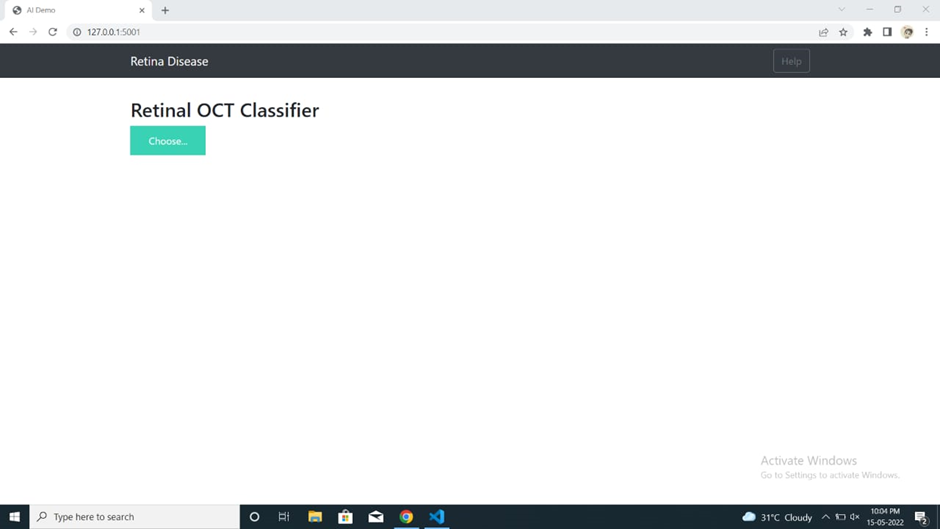 AI Demo
127.0.0.1:5001
Retina Disease
Help
Retinal OCT Classifier
Choose...
Activate Windows
Go to Settings to activate Windows.
Type here to search
31°C Cloudy
10:04 PM
15-05-2022
2